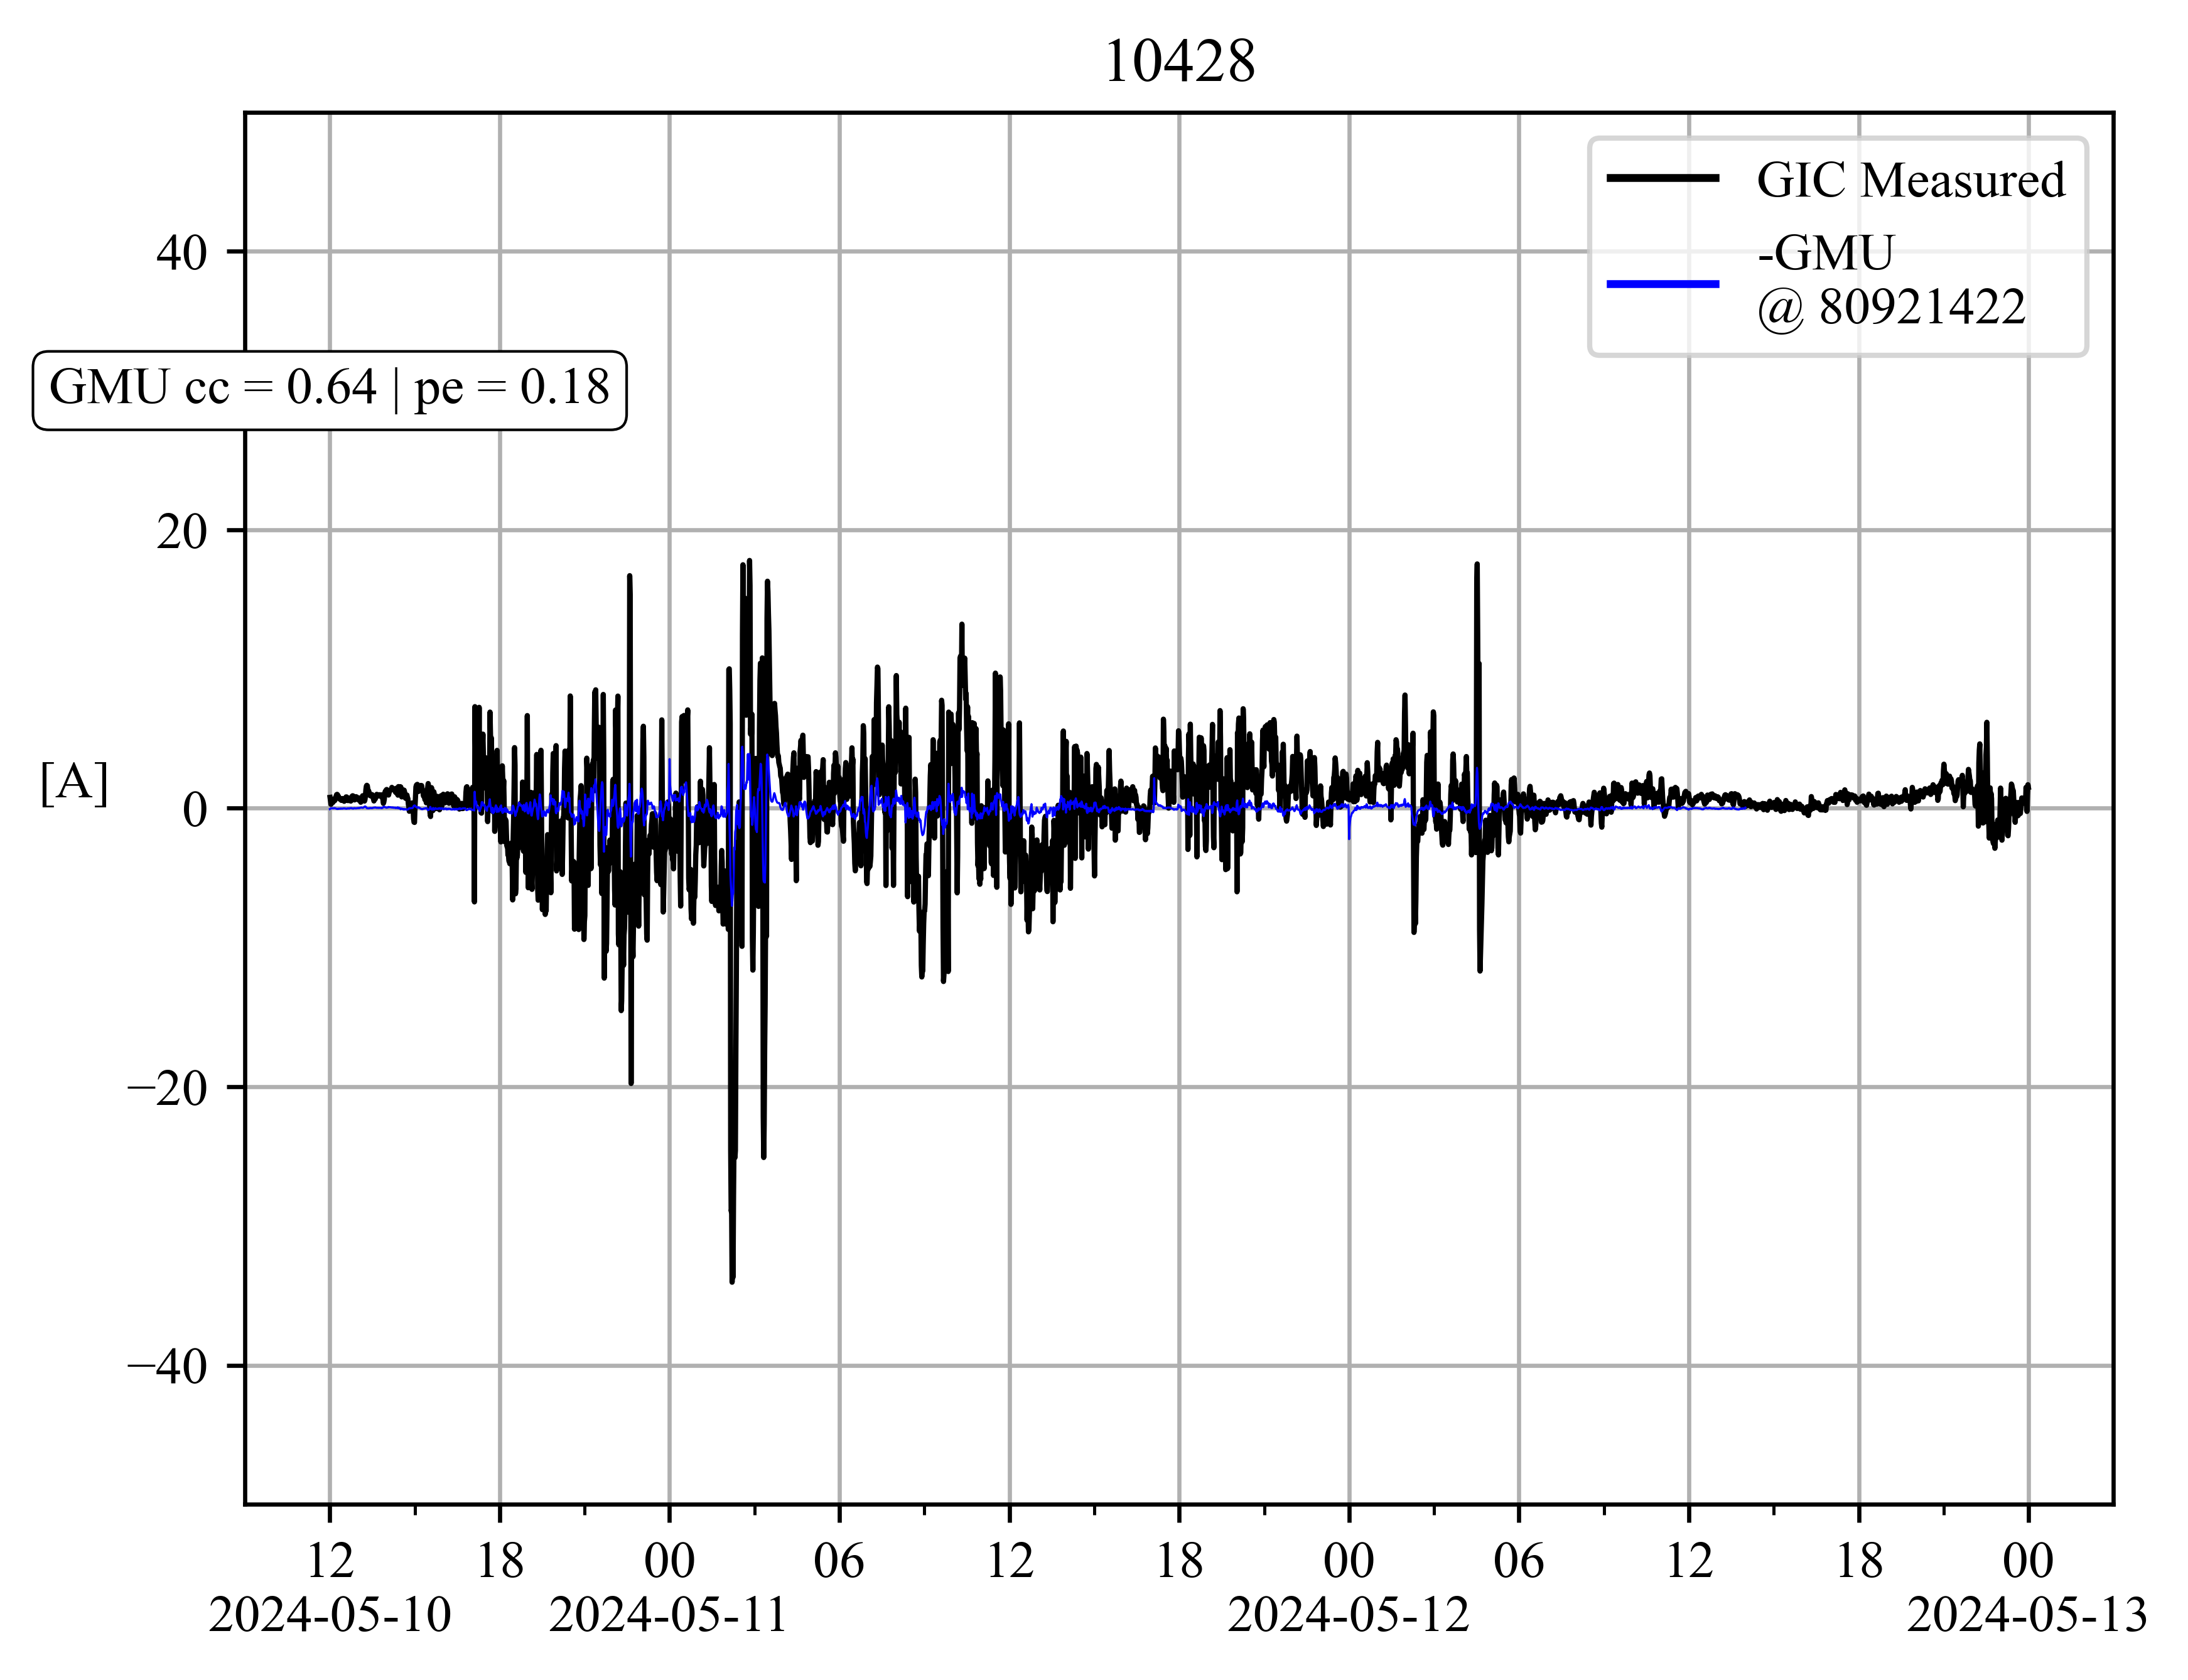 10428
GIC Measured
-GMU
@ 80921422
GMU cc = 0.64 | pe = 0.18
[A]
40
20
0
−20
−40
12 18 00 06 12 18 00 06 12 18 00
2024-05-10 2024-05-11 2024-05-12 2024-05-13